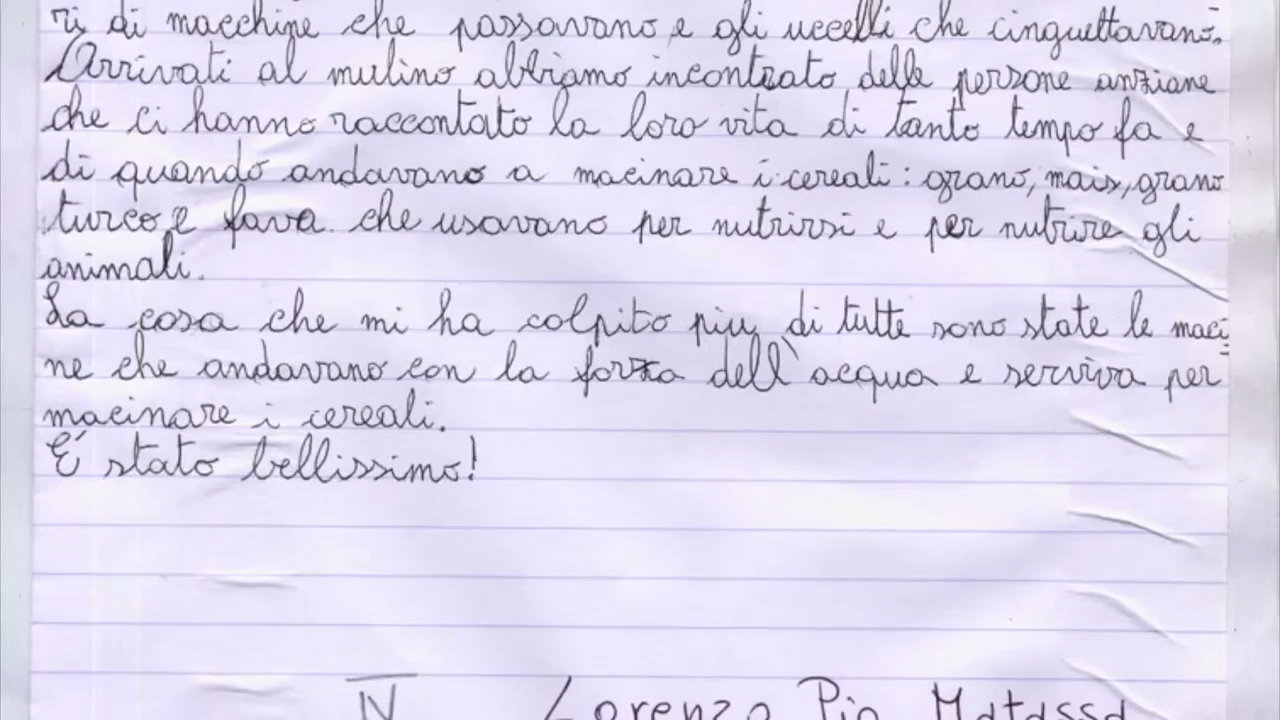 ri di macchine che passavano e gli uccelli che cinguettavano.
Arrivati al mulino abbiamo incontrato delle persone anziane
che ci hanno raccontato la loro vita di tanto tempo fa e
di quando andavano a macinare i cereali: grano, mais, grano
turco e fava che usavano per nutrirsi e per nutrire gli
animali.
La cosa che mi ha colpito piu di tutte sono state le maci
ne che andavano con la forza dell'acqua e serviva per
macinare i cereali.
É stato bellissimo!
IV Lorenzo Pio Matassa